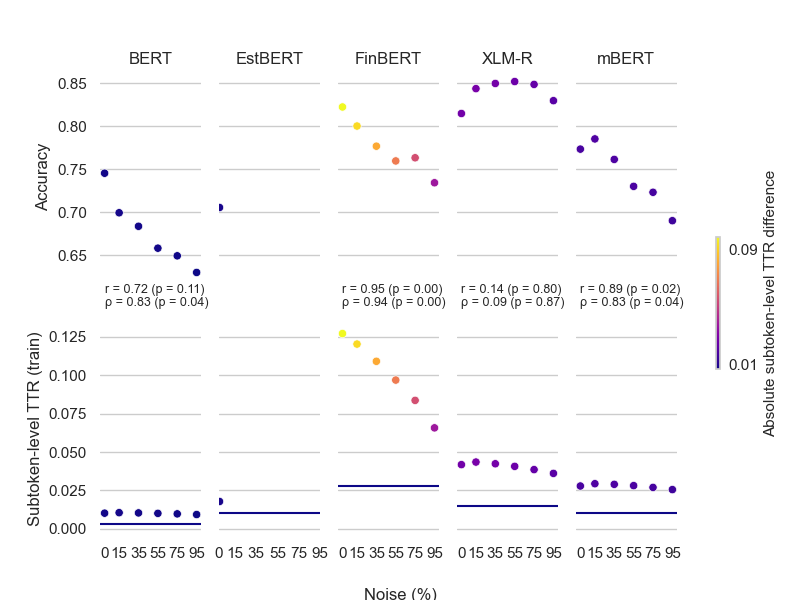 BERT EstBERT FinBERT XLM-R mBERT
Accuracy
0.85
0.80
0.75
0.70
0.65
r = 0.72 (p = 0.11)
ρ = 0.83 (p = 0.04)
r = 0.95 (p = 0.00)
ρ = 0.94 (p = 0.00)
r = 0.14 (p = 0.80)
ρ = 0.09 (p = 0.87)
r = 0.89 (p = 0.02)
ρ = 0.83 (p = 0.04)
Subtoken-level TTR (train)
0.125
0.100
0.075
0.050
0.025
0.000
0 15 35 55 75 95 0 15 35 55 75 95 0 15 35 55 75 95 0 15 35 55 75 95 0 15 35 55 75 95
Noise (%)
0.09
0.01
Absolute subtoken-level TTR difference